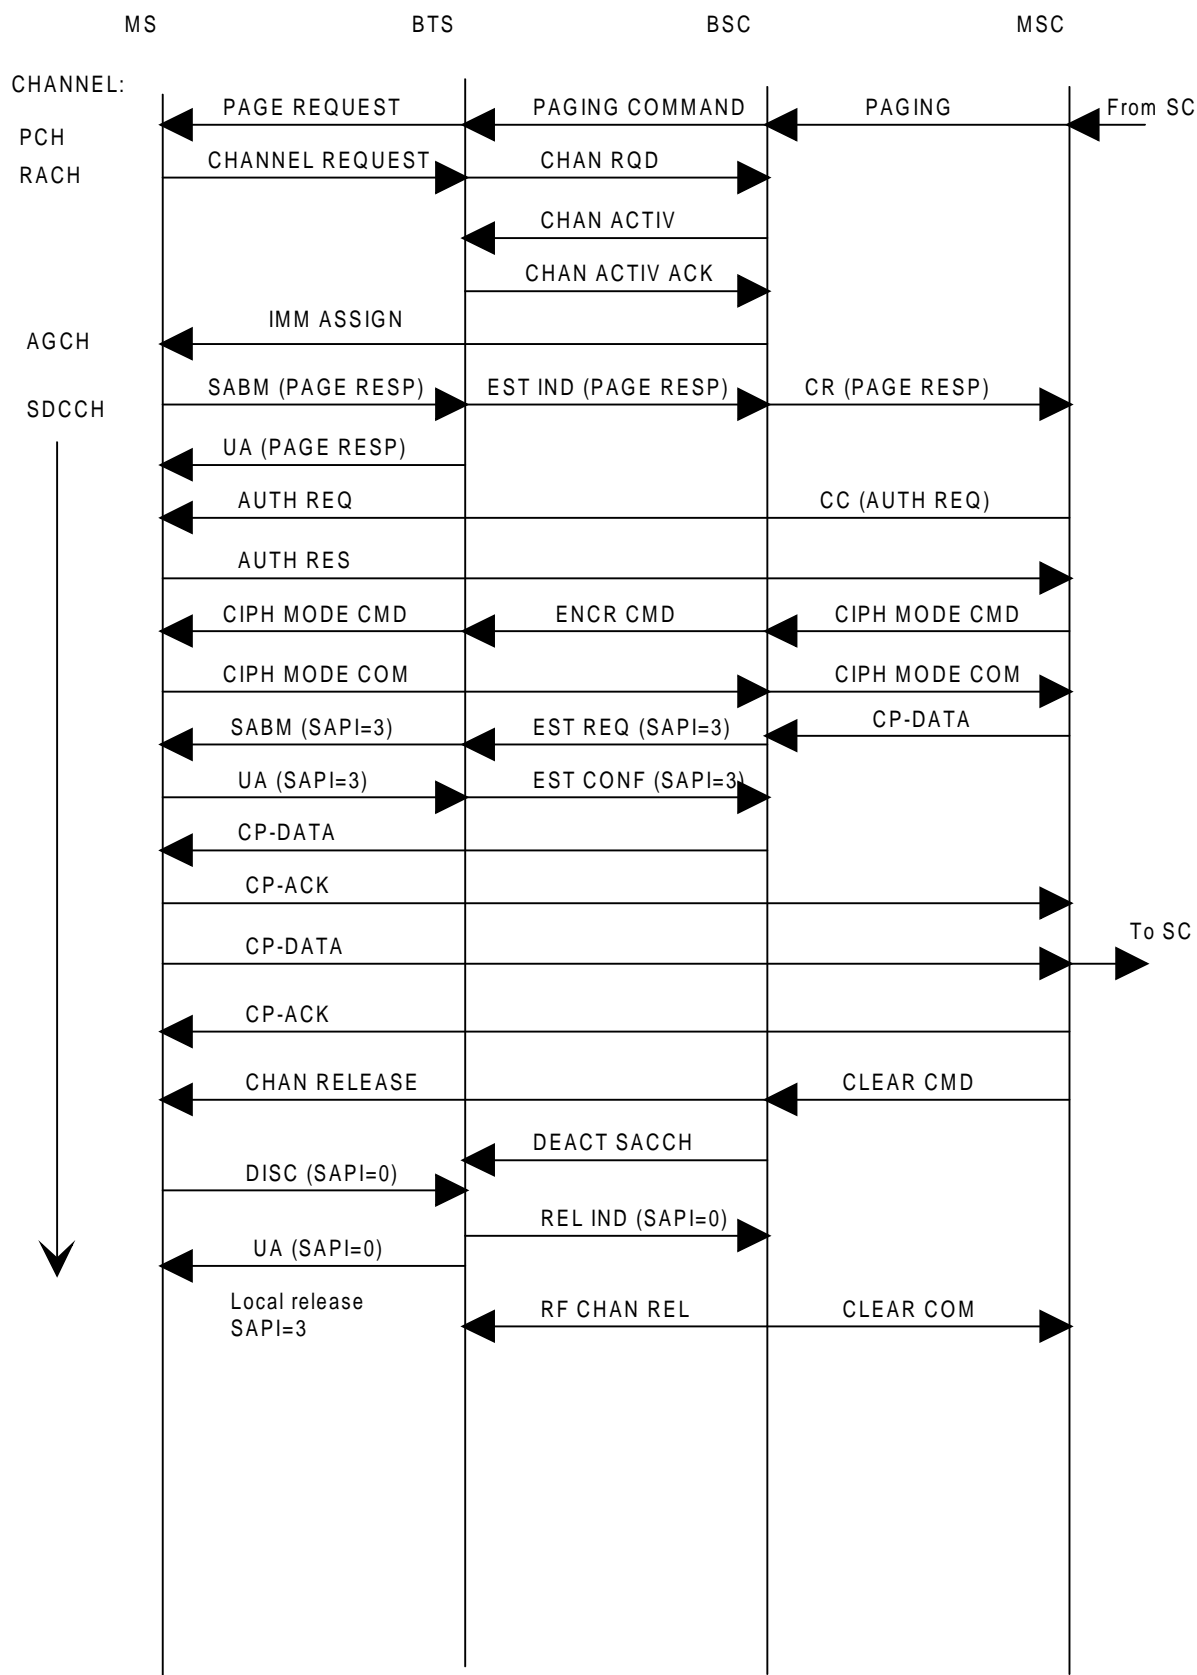 MS BTS BSC MSC
CHANNEL:
PAGE REQUEST PAGING COMMAND PAGING From SC
PCH
CHANNEL REQUEST CHAN RQD
RACH
CHAN ACTIV
CHAN ACTIV ACK
IMM ASSIGN
AGCH
SABM (PAGE RESP) EST IND (PAGE RESP) CR (PAGE RESP)
SDCCH
UA (PAGE RESP)
AUTH REQ CC (AUTH REQ)
AUTH RES
CIPH MODE CMD ENCR CMD CIPH MODE CMD
CIPH MODE COM CIPH MODE COM
SABM (SAPI=3) EST REQ (SAPI=3) CP-DATA
UA (SAPI=3) EST CONF (SAPI=3)
CP-DATA
CP-ACK
To SC
CP-DATA
CP-ACK
CHAN RELEASE CLEAR CMD
DEACT SACCH
DISC (SAPI=0)
REL IND (SAPI=0)
UA (SAPI=0)
Local release
SAPI=3
RF CHAN REL CLEAR COM